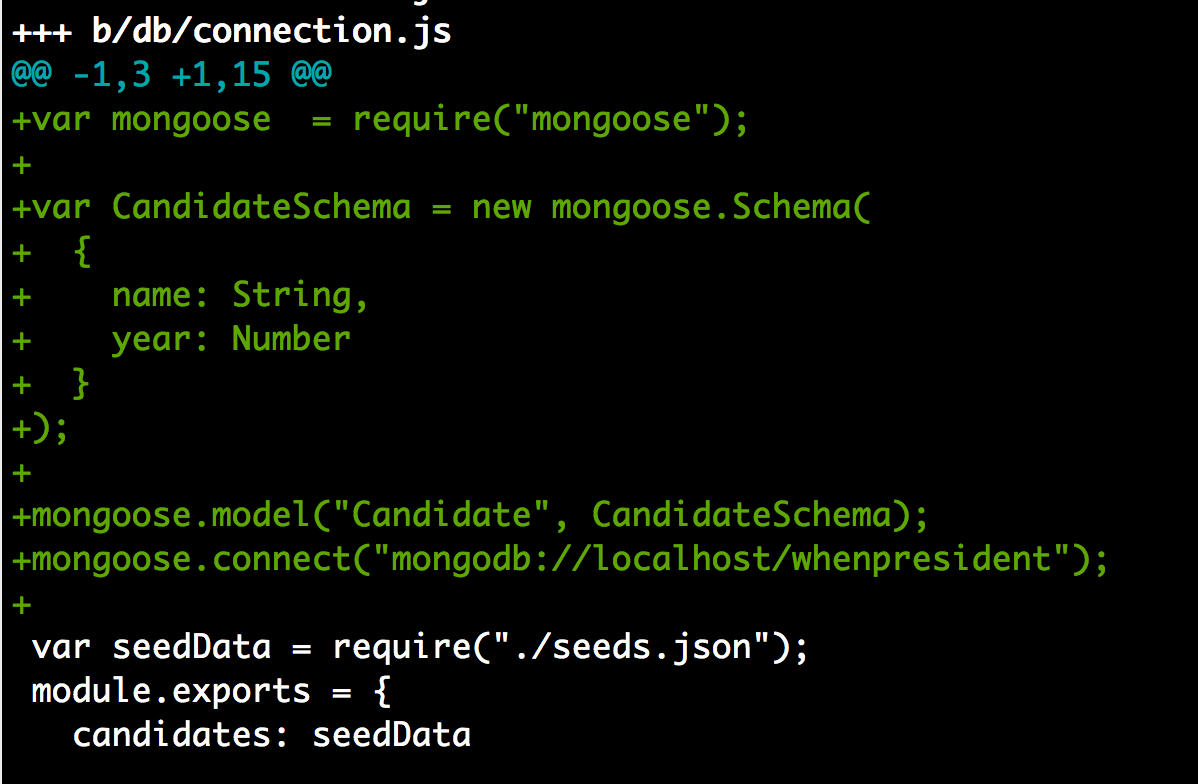 +++ b/db/connection.js
@@ -1,3 +1,15 @@
+var mongoose  = require("mongoose");
+
+var CandidateSchema = new mongoose.Schema(
+  {
+    name: String,
+    year: Number
+  }
+);
+
+mongoose.model("Candidate", CandidateSchema);
+mongoose.connect("mongodb://localhost/whenpresident");
+
 var seedData = require("./seeds.json");
 module.exports = {
   candidates: seedData